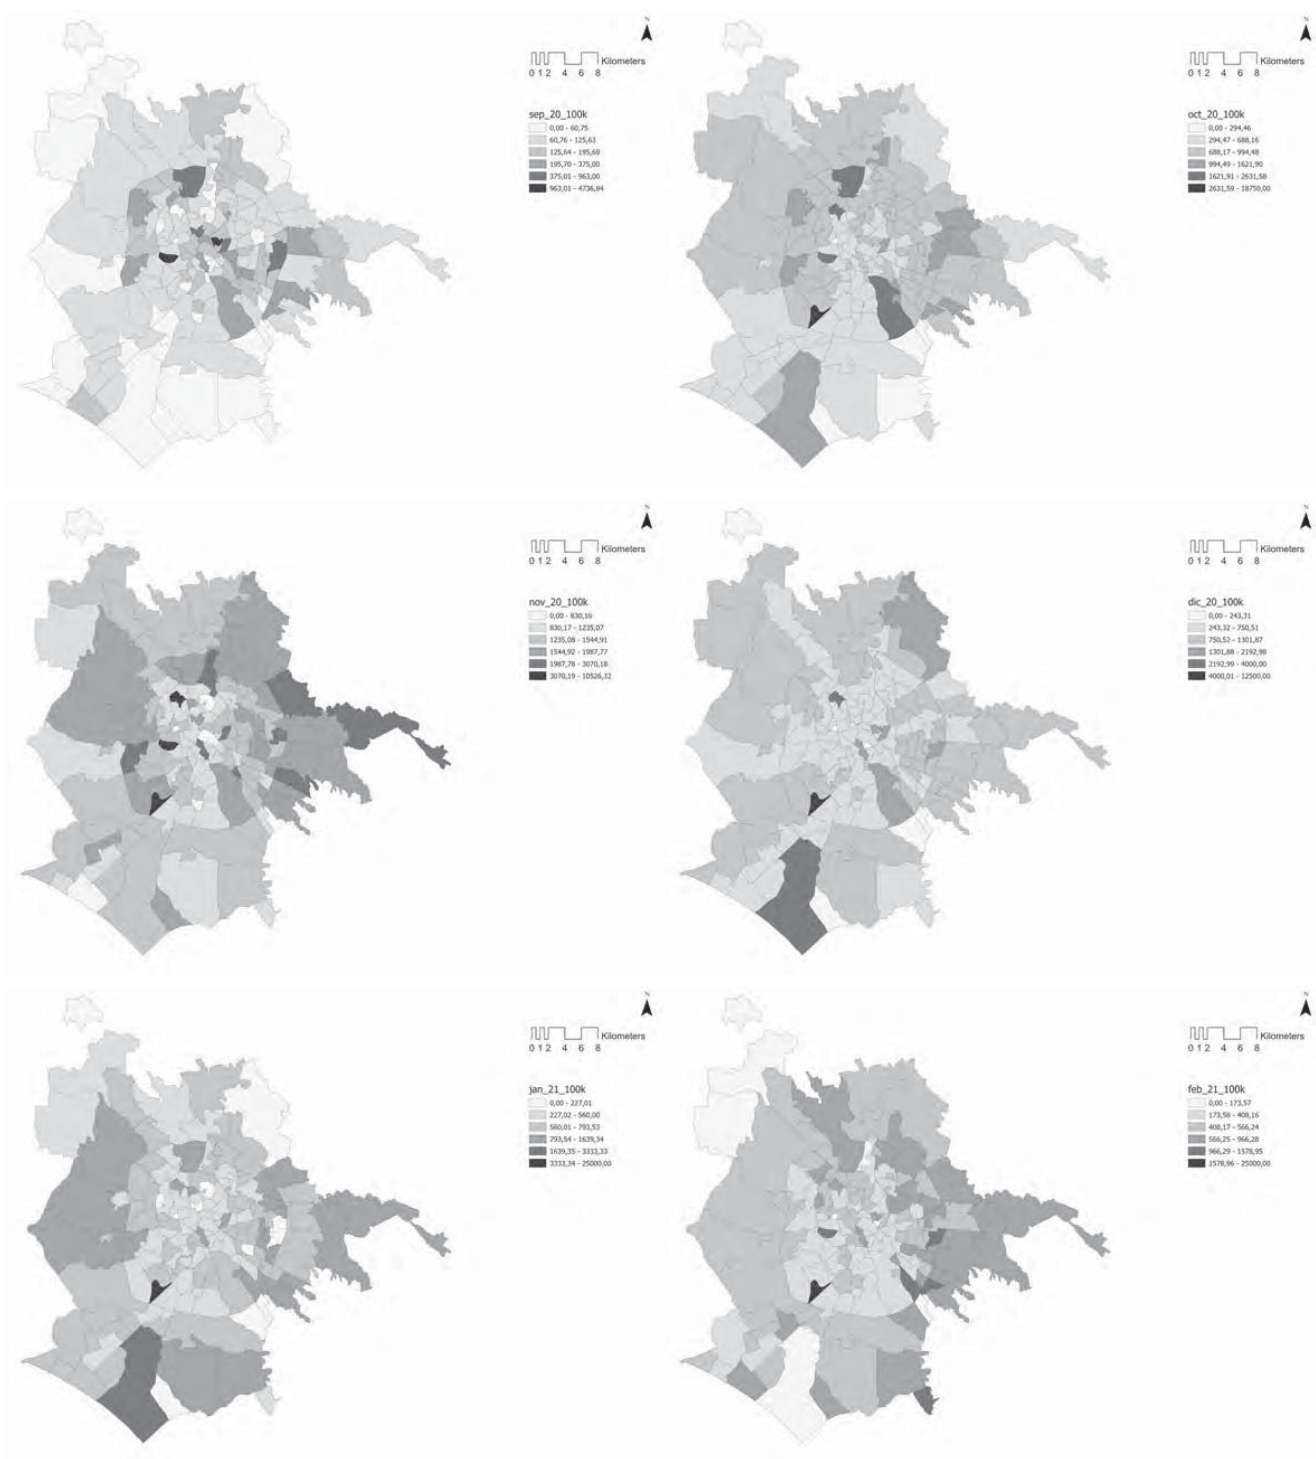 N
Kilometers
0 1 2 4 6 8
sep_20_100k
0,00 - 60,75
60,76 - 125,63
125,64 - 195,69
195,70 - 375,00
375,01 - 963,00
963,01 - 4736,84
N
Kilometers
0 1 2 4 6 8
oct_20_100k
0,00 - 294,46
294,47 - 688,16
688,17 - 994,48
994,49 - 1621,90
1621,91 - 2631,58
2631,59 - 18750,00
N
Kilometers
0 1 2 4 6 8
nov_20_100k
0,00 - 830,16
830,17 - 1235,07
1235,08 - 1544,91
1544,92 - 1987,77
1987,78 - 3070,18
3070,19 - 10526,32
N
Kilometers
0 1 2 4 6 8
dic_20_100k
0,00 - 243,31
243,32 - 750,51
750,52 - 1301,87
1301,88 - 2192,98
2192,99 - 4000,00
4000,01 - 12500,00
N
Kilometers
0 1 2 4 6 8
jan_21_100k
0,00 - 227,01
227,02 - 560,00
560,01 - 793,53
793,54 - 1639,34
1639,35 - 3333,33
3333,34 - 25000,00
N
Kilometers
0 1 2 4 6 8
feb_21_100k
0,00 - 173,57
173,58 - 408,16
408,17 - 566,24
566,25 - 966,28
966,29 - 1578,95
1578,96 - 25000,00